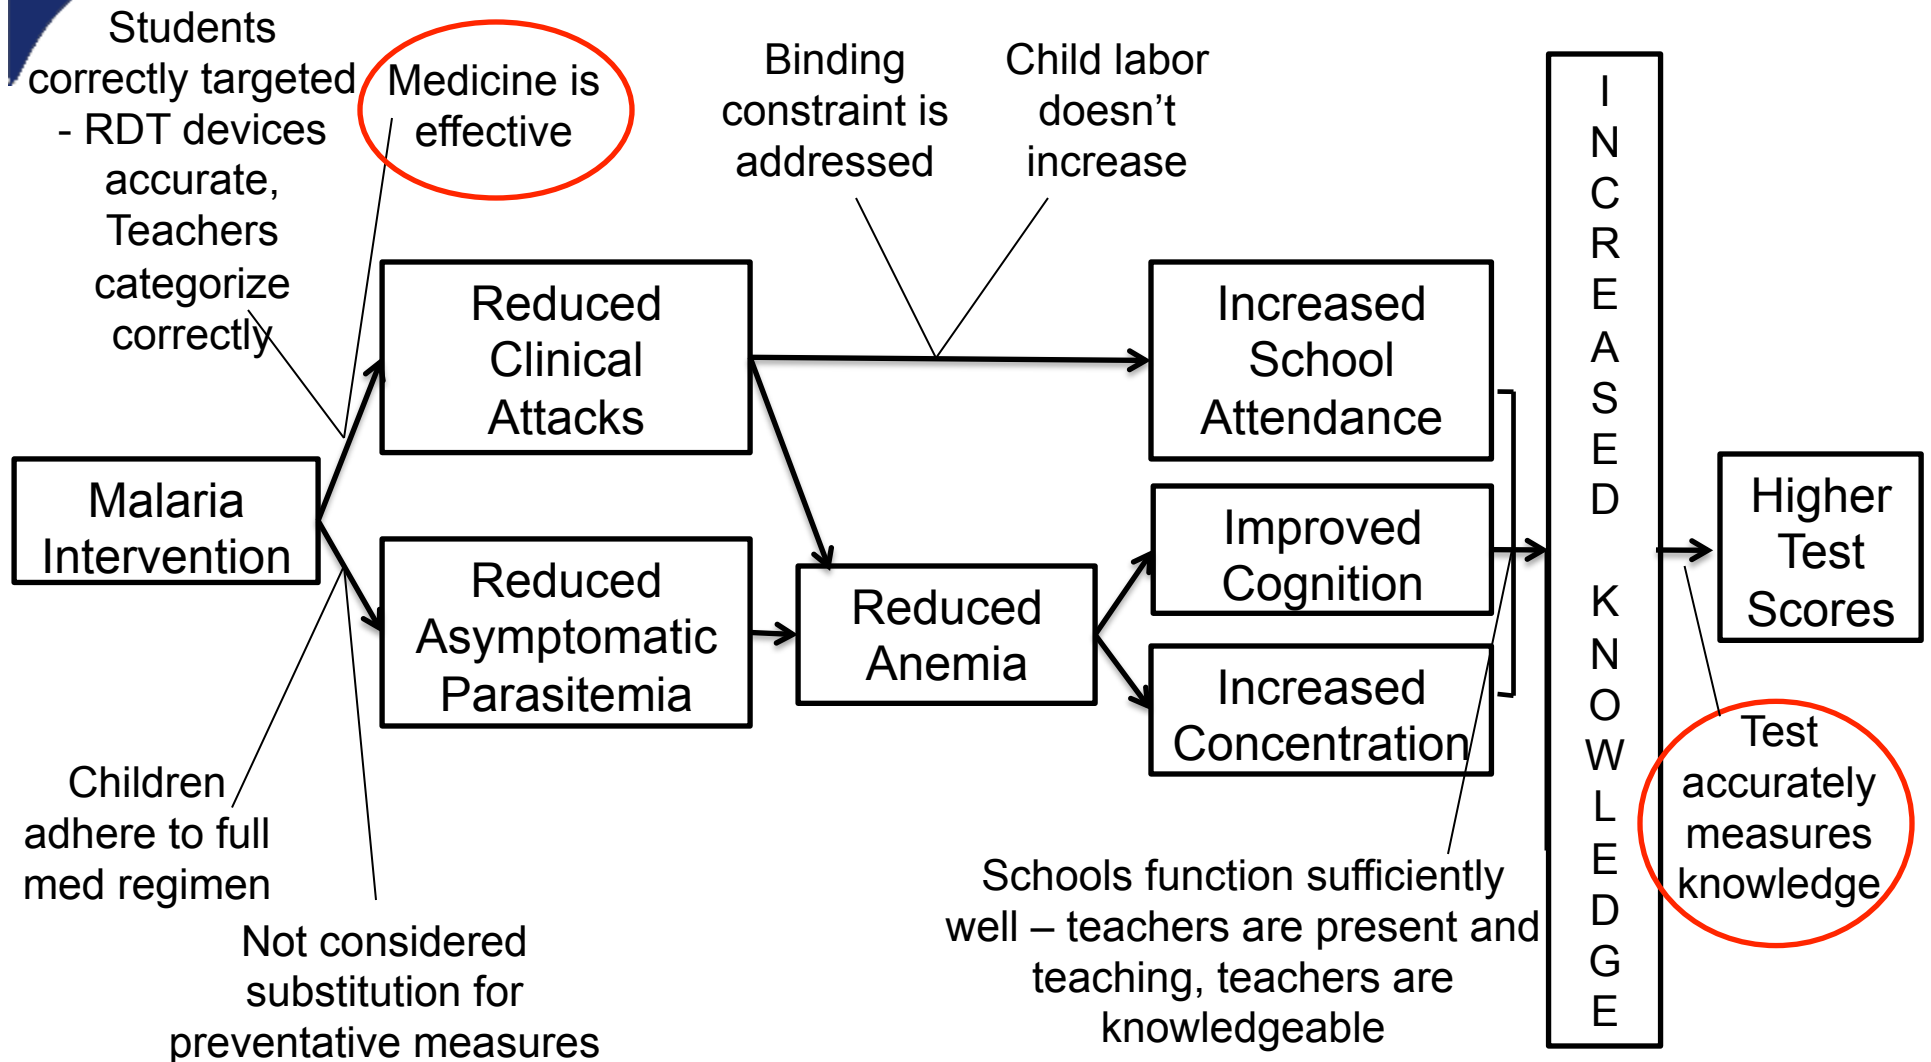 Students
correctly targeted
- RDT devices
accurate,
Teachers
categorize
correctly
Medicine is
effective
Binding
constraint is
addressed
Child labor
doesn’t
increase
Reduced
Clinical
Attacks
Increased
School
Attendance
Malaria
Intervention
Reduced
Asymptomatic
Parasitemia
Reduced
Anemia
Improved
Cognition
Increased
Concentration
INCREASED KNOWLEDGE
Higher
Test
Scores
Children
adhere to full
med regimen
Not considered
substitution for
preventative measures
Schools function sufficiently
well – teachers are present and
teaching, teachers are
knowledgeable
Test
accurately
measures
knowledge